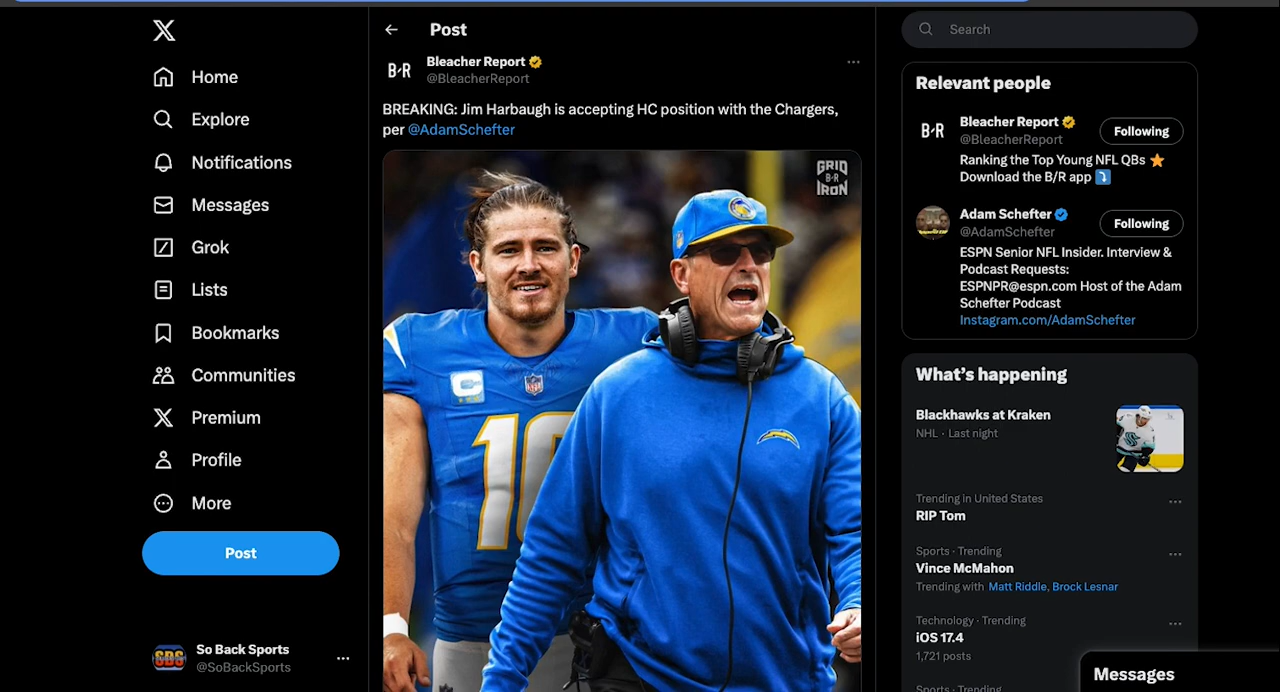 Home
Explore
Notifications
Messages
Grok
Lists
Bookmarks
Communities
Premium
Profile
More
Post
SBS
So Back Sports
@SoBackSports
Post
B/R
Bleacher Report
@BleacherReport
BREAKING: Jim Harbaugh is accepting HC position with the Chargers,
per @AdamSchefter
GRID
B/R
IRON
C
NFL
10
Search
Relevant people
B/R
Bleacher Report
@BleacherReport
Following
Ranking the Top Young NFL QBs ⭐
Download the B/R app ⤵️
Adam Schefter
@AdamSchefter
Following
ESPN Senior NFL Insider. Interview &
Podcast Requests:
ESPNPR@espn.com Host of the Adam
Schefter Podcast
Instagram.com/AdamSchefter
What's happening
Blackhawks at Kraken
NHL · Last night
Trending in United States
RIP Tom
Sports · Trending
Vince McMahon
Trending with Matt Riddle, Brock Lesnar
Technology · Trending
iOS 17.4
1,721 posts
Sports · Trending
Messages